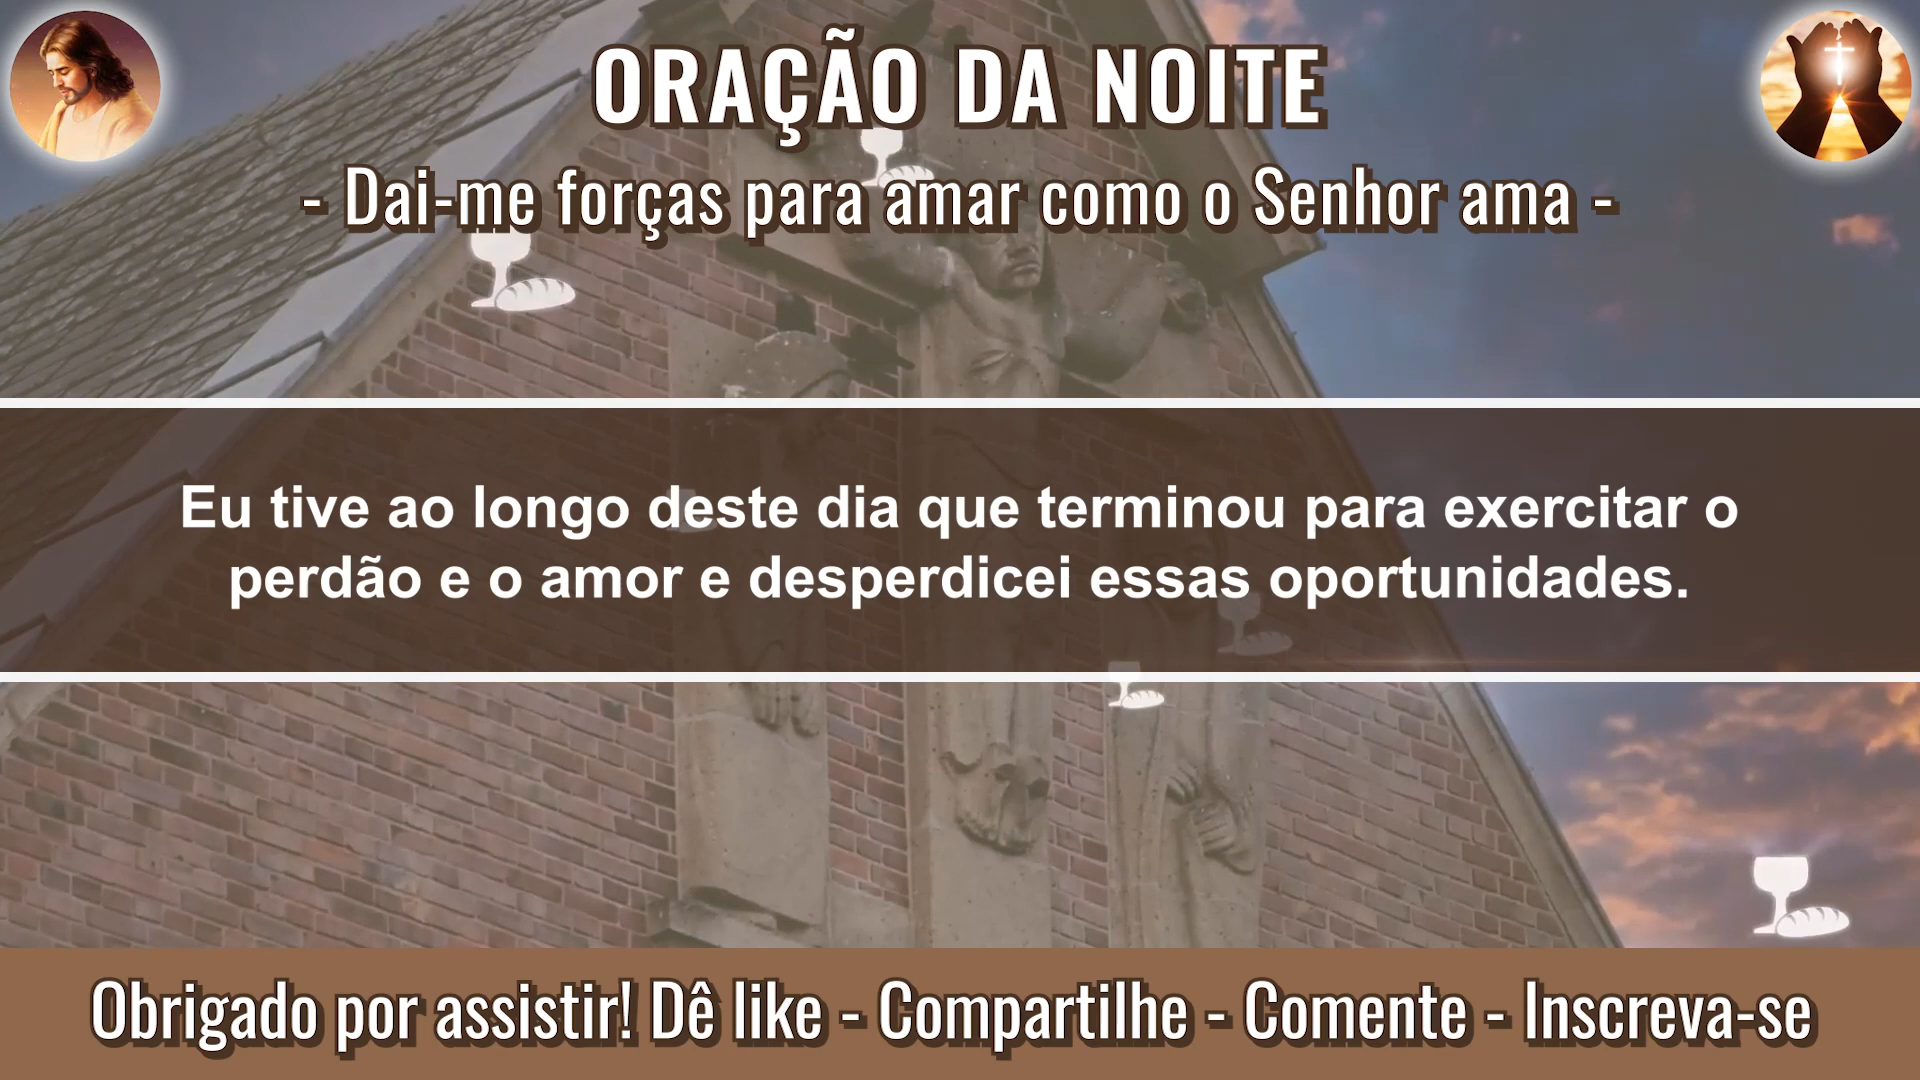 ORAÇÃO DA NOITE
- Dai-me forças para amar como o Senhor ama -
Eu tive ao longo deste dia que terminou para exercitar o
perdão e o amor e desperdicei essas oportunidades.
Obrigado por assistir! Dê like - Compartilhe - Comente - Inscreva-se